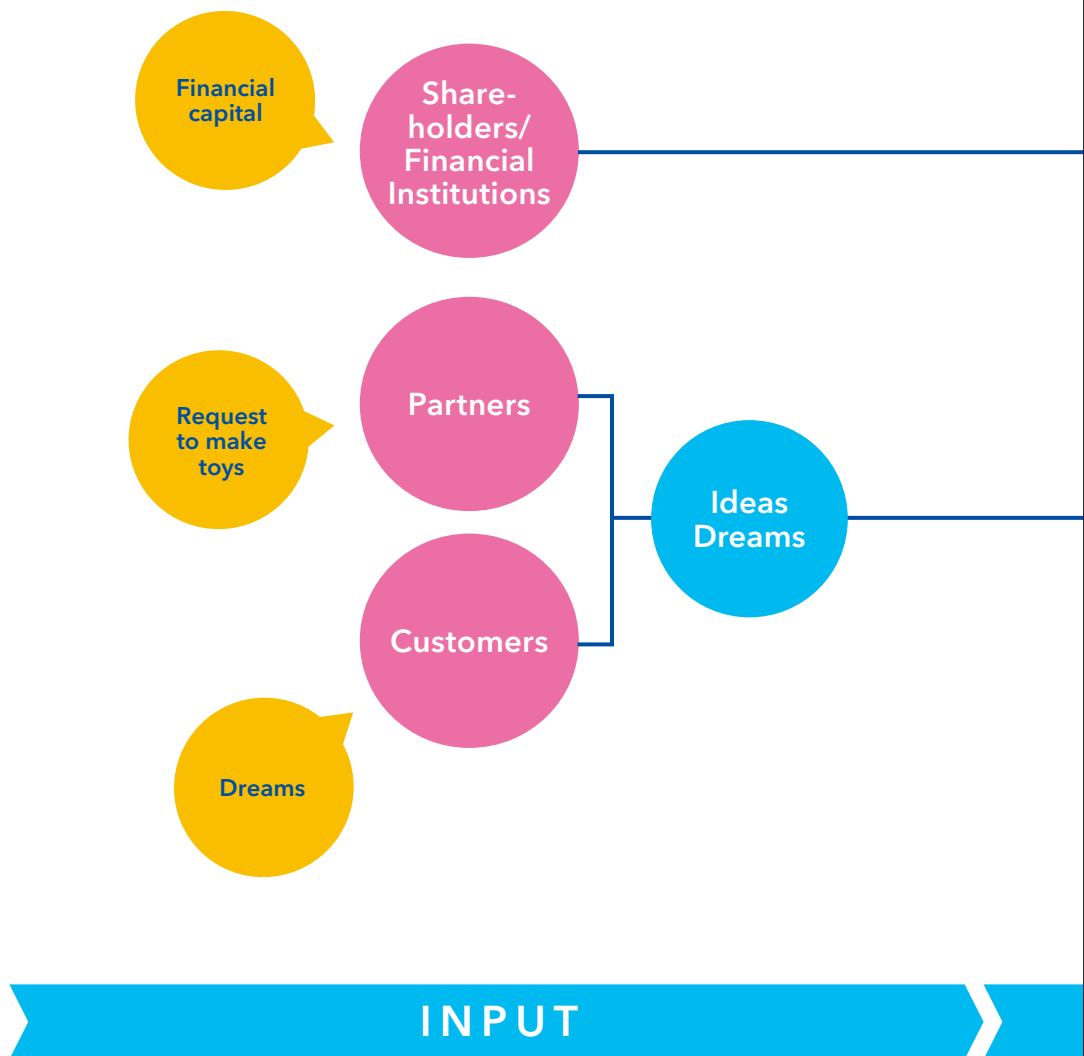 Financial
capital
Share-
holders/
Financial
Institutions
Request
to make
toys
Partners
Ideas
Dreams
Customers
Dreams
INPUT